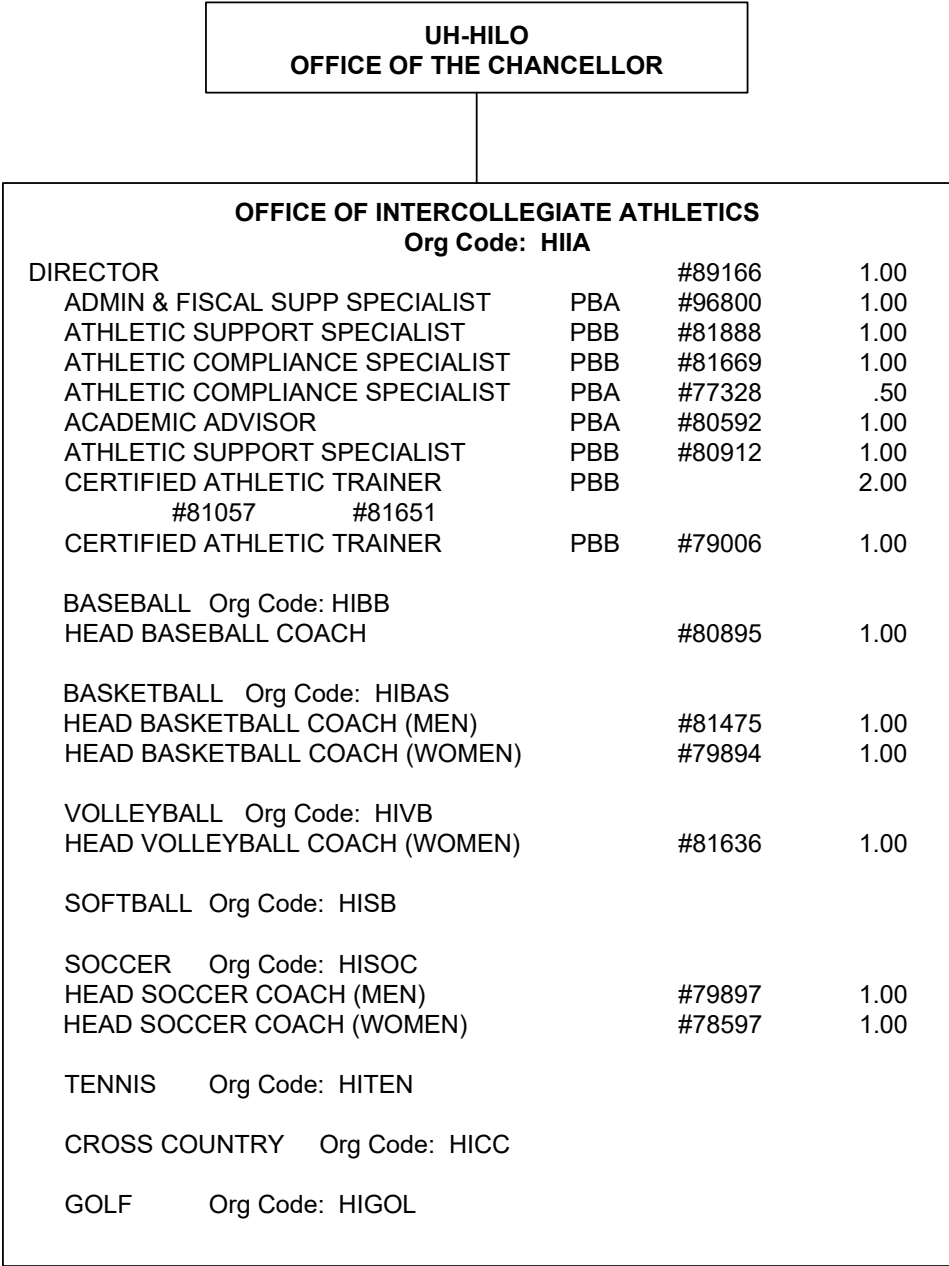 UH-HILO
OFFICE OF THE CHANCELLOR
OFFICE OF INTERCOLLEGIATE ATHLETICS
Org Code: HIIA
DIRECTOR #89166 1.00
ADMIN & FISCAL SUPP SPECIALIST PBA #96800 1.00
ATHLETIC SUPPORT SPECIALIST PBB #81888 1.00
ATHLETIC COMPLIANCE SPECIALIST PBB #81669 1.00
ATHLETIC COMPLIANCE SPECIALIST PBA #77328 .50
ACADEMIC ADVISOR PBA #80592 1.00
ATHLETIC SUPPORT SPECIALIST PBB #80912 1.00
CERTIFIED ATHLETIC TRAINER PBB 2.00
#81057 #81651
CERTIFIED ATHLETIC TRAINER PBB #79006 1.00
BASEBALL Org Code: HIBB
HEAD BASEBALL COACH #80895 1.00
BASKETBALL Org Code: HIBAS
HEAD BASKETBALL COACH (MEN) #81475 1.00
HEAD BASKETBALL COACH (WOMEN) #79894 1.00
VOLLEYBALL Org Code: HIVB
HEAD VOLLEYBALL COACH (WOMEN) #81636 1.00
SOFTBALL Org Code: HISB
SOCCER Org Code: HISOC
HEAD SOCCER COACH (MEN) #79897 1.00
HEAD SOCCER COACH (WOMEN) #78597 1.00
TENNIS Org Code: HITEN
CROSS COUNTRY Org Code: HICC
GOLF Org Code: HIGOL